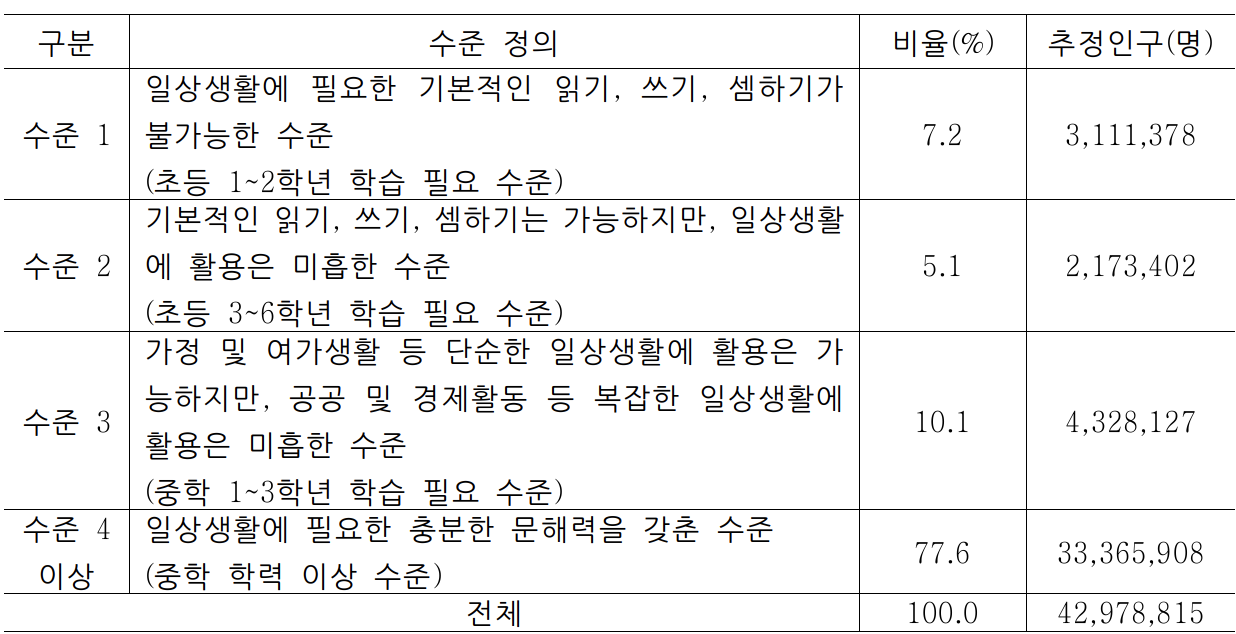 구분 수준 정의 비율(%) 추정인구(명)
일상생활에 필요한 기본적인 읽기, 쓰기, 셈하기가
수준 1 불가능한 수준 7.2 3,111,378
(초등 1~2학년 학습 필요 수준)
기본적인 읽기, 쓰기, 셈하기는 가능하지만, 일상생활
수준 2 에 활용은 미흡한 수준 5.1 2,173,402
(초등 3~6학년 학습 필요 수준)
가정 및 여가생활 등 단순한 일상생활에 활용은 가
능하지만, 공공 및 경제활동 등 복잡한 일상생활에
수준 3 10.1 4,328,127
활용은 미흡한 수준
(중학 1~3학년 학습 필요 수준)
수준 4 일상생활에 필요한 충분한 문해력을 갖춘 수준
77.6 33,365,908
이상 (중학 학력 이상 수준)
전체 100.0 42,978,815